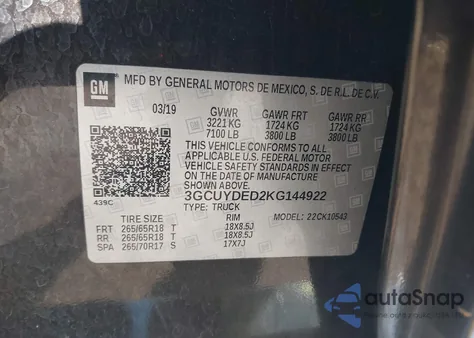 GM
MFD BY GENERAL MOTORS DE MEXICO, S. DE R.L. DE C.V.
03/19 GVWR GAWR FRT GAWR RR
3221 KG 1724 KG 1724 KG
7100 LB 3800 LB 3800 LB
THIS VEHICLE CONFORMS TO ALL
APPLICABLE U.S. FEDERAL MOTOR
VEHICLE SAFETY STANDARDS IN EFFECT
ON THE DATE OF MANUFACTURE
SHOWN ABOVE.
439C
3GCUYDED2KG144922
TYPE: TRUCK
TIRE SIZE RIM MODEL: 22CK10543
FRT 265/65R18 T 18X8.5J
RR 265/65R18 T 18X8.5J
SPA 265/70R17 S 17X7J
autoSnap